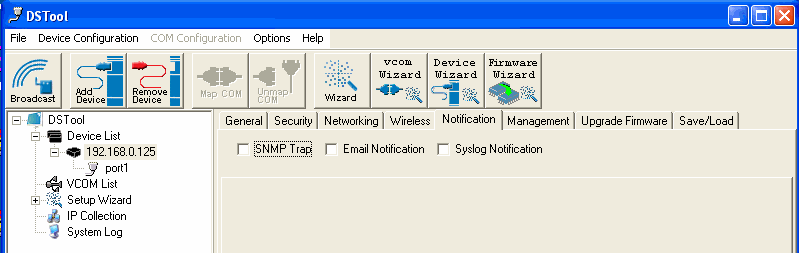 DSTool
File Device Configuration COM Configuration Options Help
Broadcast Add Device Remove Device Map COM Unmap COM Wizard vcom Wizard Device Wizard Firmware Wizard
DSTool
Device List
192.168.0.125
port1
VCOM List
Setup Wizard
IP Collection
System Log
General Security Networking Wireless Notification Management Upgrade Firmware Save/Load
SNMP Trap Email Notification Syslog Notification